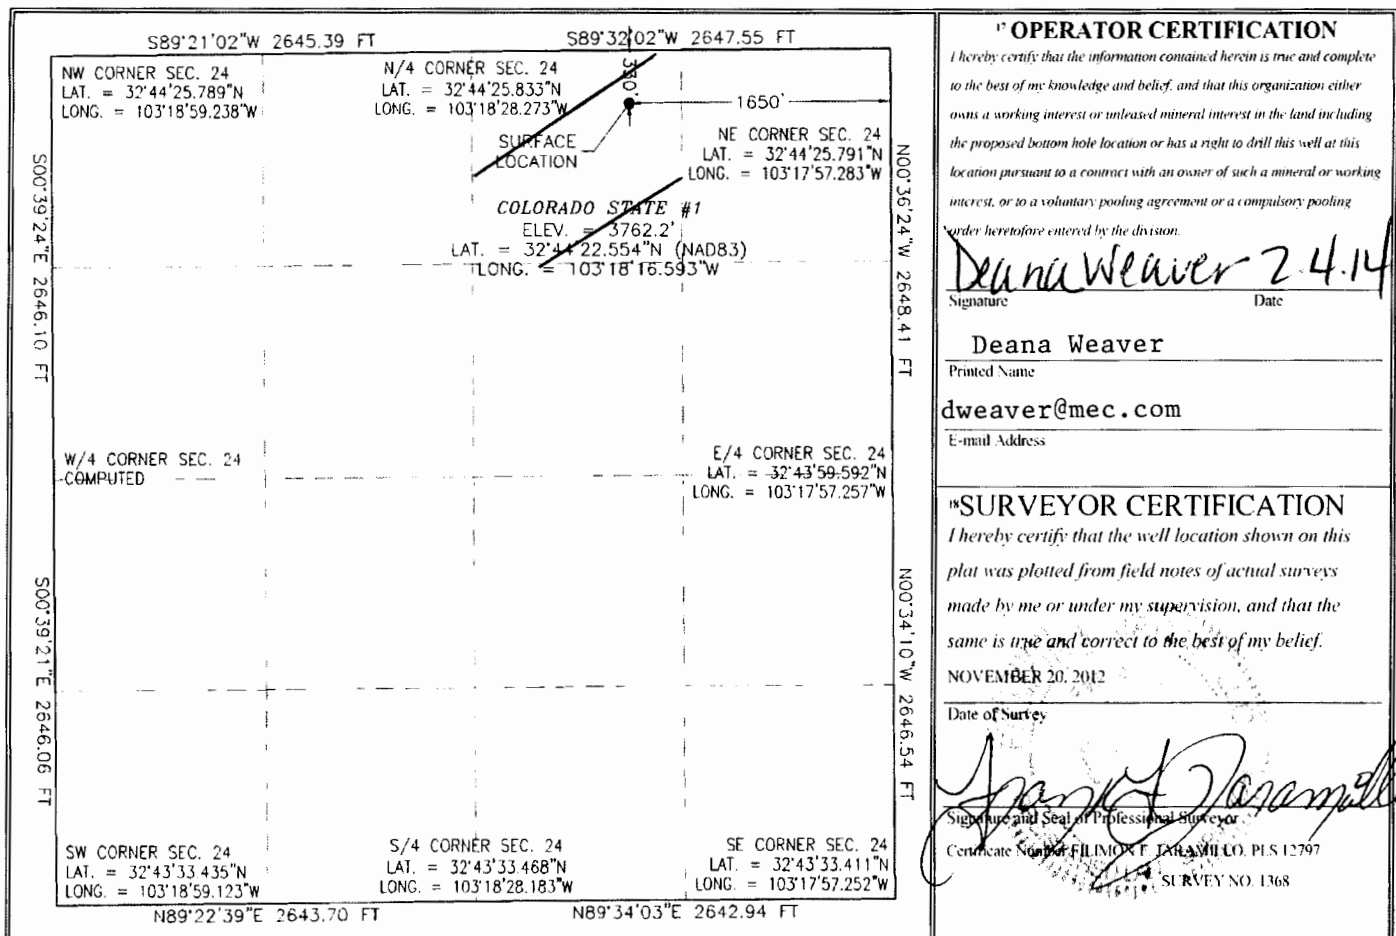 S89°21'02"W 2645.39 FT
S89°32'02"W 2647.55 FT
NW CORNER SEC. 24
LAT. = 32°44'25.789"N
LONG. = 103°18'59.238"W
N/4 CORNER SEC. 24
LAT. = 32°44'25.833"N
LONG. = 103°18'28.273"W
330'
1650'
SURFACE
LOCATION
NE CORNER SEC. 24
LAT. = 32°44'25.791"N
LONG. = 103°17'57.283"W
COLORADO STATE #1
ELEV. = 3762.2'
LAT. = 32°44'22.554"N (NAD83)
LONG. = 103°18'16.593"W
S00°39'24"E 2646.10 FT
N00°36'24"W 2648.41 FT
W/4 CORNER SEC. 24
COMPUTED
E/4 CORNER SEC. 24
LAT. = 32°43'59.592"N
LONG. = 103°17'57.257"W
S00°39'21"E 2646.06 FT
N00°34'10"W 2646.54 FT
SW CORNER SEC. 24
LAT. = 32°43'33.435"N
LONG. = 103°18'59.123"W
S/4 CORNER SEC. 24
LAT. = 32°43'33.468"N
LONG. = 103°18'28.183"W
SE CORNER SEC. 24
LAT. = 32°43'33.411"N
LONG. = 103°17'57.252"W
N89°22'39"E 2643.70 FT
N89°34'03"E 2642.94 FT
17 OPERATOR CERTIFICATION
I hereby certify that the information contained herein is true and complete
to the best of my knowledge and belief, and that this organization either
owns a working interest or unleased mineral interest in the land including
the proposed bottom hole location or has a right to drill this well at this
location pursuant to a contract with an owner of such a mineral or working
interest, or to a voluntary pooling agreement or a compulsory pooling
order heretofore entered by the division.
Deana Weaver 2.4.14
Signature Date
Deana Weaver
Printed Name
dweaver@mec.com
E-mail Address
18 SURVEYOR CERTIFICATION
I hereby certify that the well location shown on this
plat was plotted from field notes of actual surveys
made by me or under my supervision, and that the
same is true and correct to the best of my belief.
NOVEMBER 20, 2012
Date of Survey
Signature and Seal of Professional Surveyor
Certificate Number FILIMON F. JARAMILLO, PLS 12797
SURVEY NO. 1368